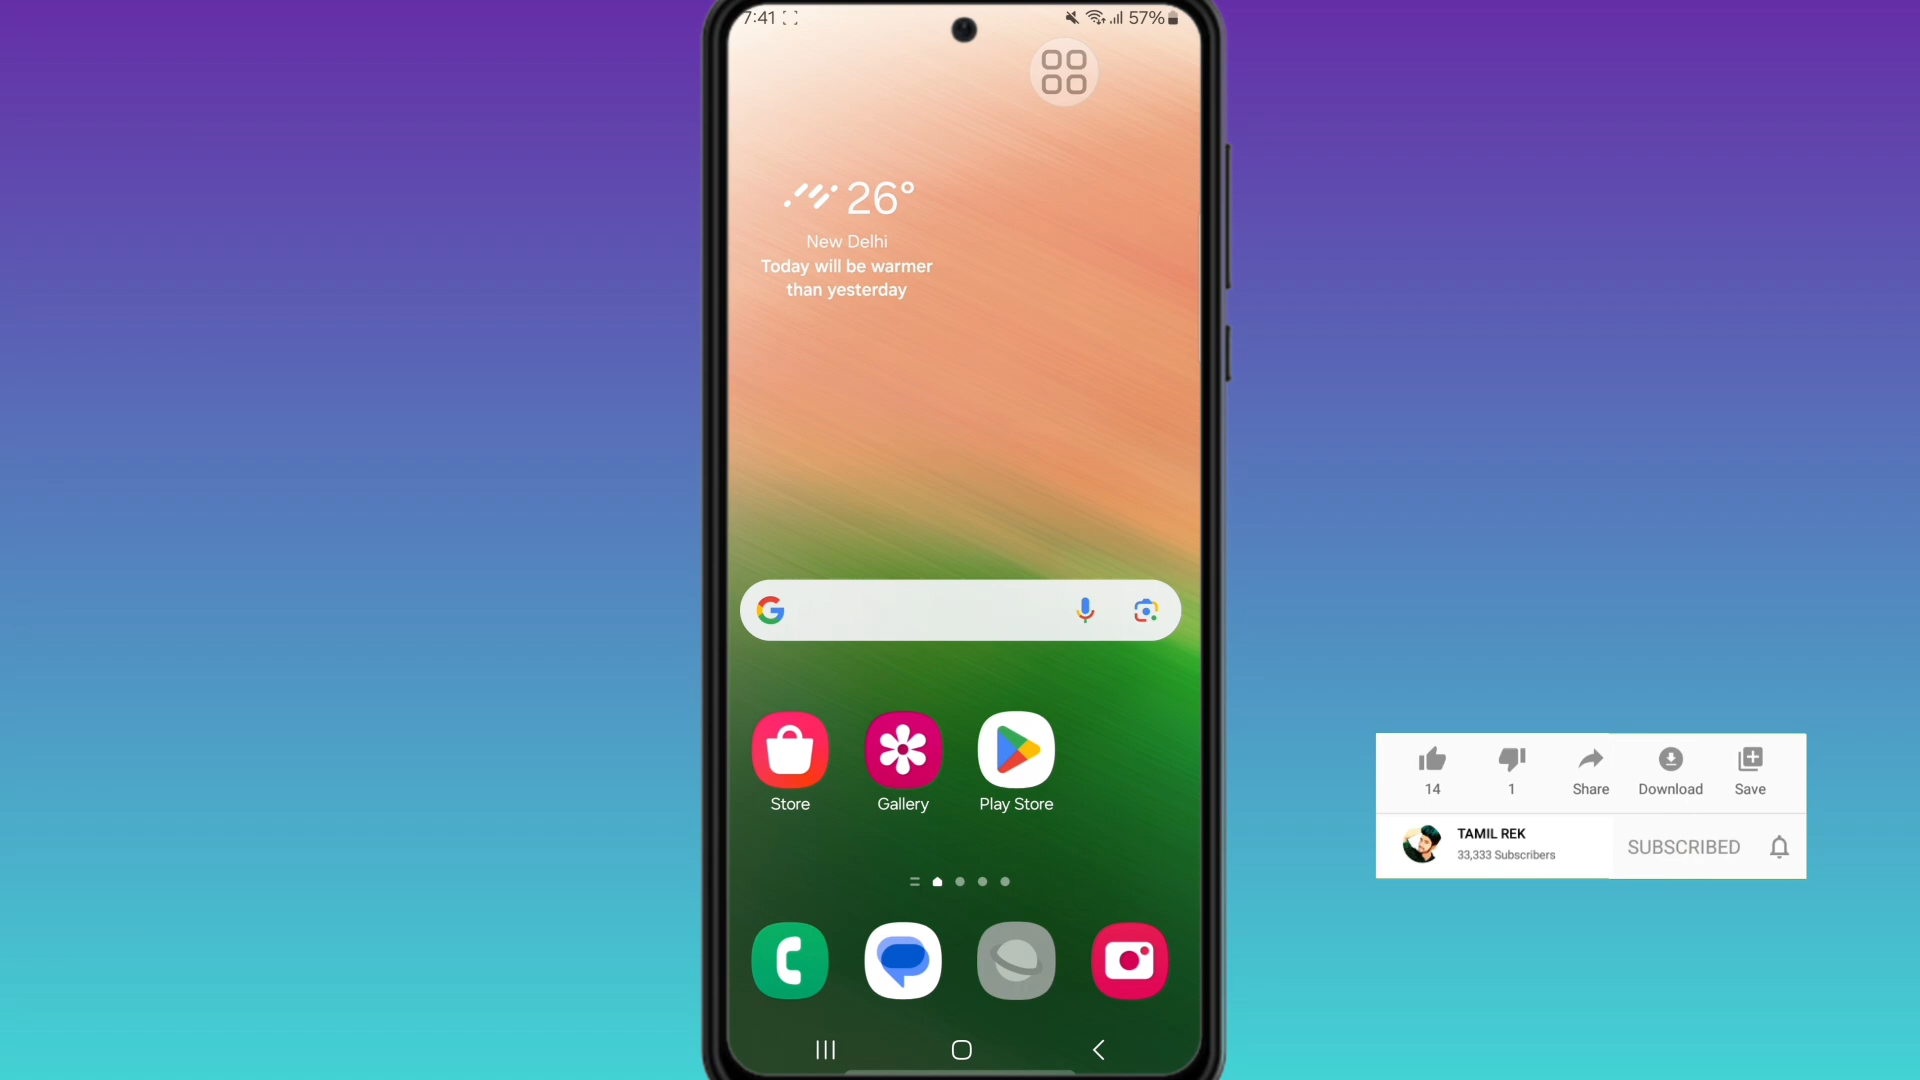 7:41
57%
26°
New Delhi
Today will be warmer
than yesterday
Store
Gallery
Play Store
14
1
Share
Download
Save
TAMIL REK
33,333 Subscribers
SUBSCRIBED